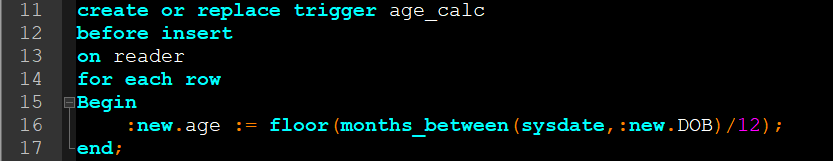 11 create or replace trigger age_calc
12 before insert
13 on reader
14 for each row
15 Begin
16 :new.age := floor(months_between(sysdate,:new.DOB)/12);
17 end;